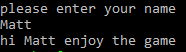 please enter your name
Matt
hi Matt enjoy the game